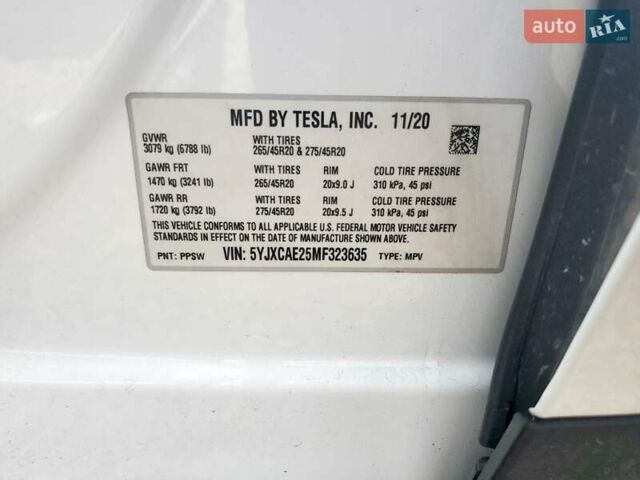 auto RIA
.com
MFD BY TESLA, INC. 11/20
GVWR WITH TIRES
3079 kg (6788 lb) 265/45R20 & 275/45R20
GAWR FRT WITH TIRES RIM COLD TIRE PRESSURE
1470 kg (3241 lb) 265/45R20 20x9.0 J 310 kPa, 45 psi
GAWR RR WITH TIRES RIM COLD TIRE PRESSURE
1720 kg (3792 lb) 275/45R20 20x9.5 J 310 kPa, 45 psi
THIS VEHICLE CONFORMS TO ALL APPLICABLE U.S. FEDERAL MOTOR VEHICLE SAFETY
STANDARDS IN EFFECT ON THE DATE OF MANUFACTURE SHOWN ABOVE.
PNT: PPSW VIN: 5YJXCAE25MF323635 TYPE: MPV